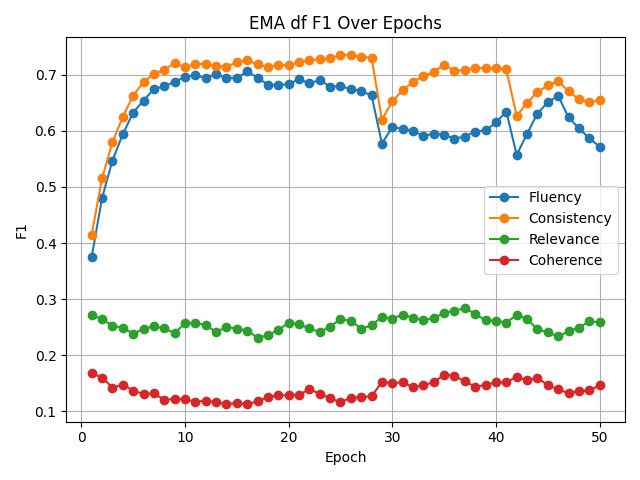 EMA df F1 Over Epochs
F1
0.7
0.6
0.5
0.4
0.3
0.2
0.1
Fluency
Consistency
Relevance
Coherence
0 10 20 30 40 50
Epoch